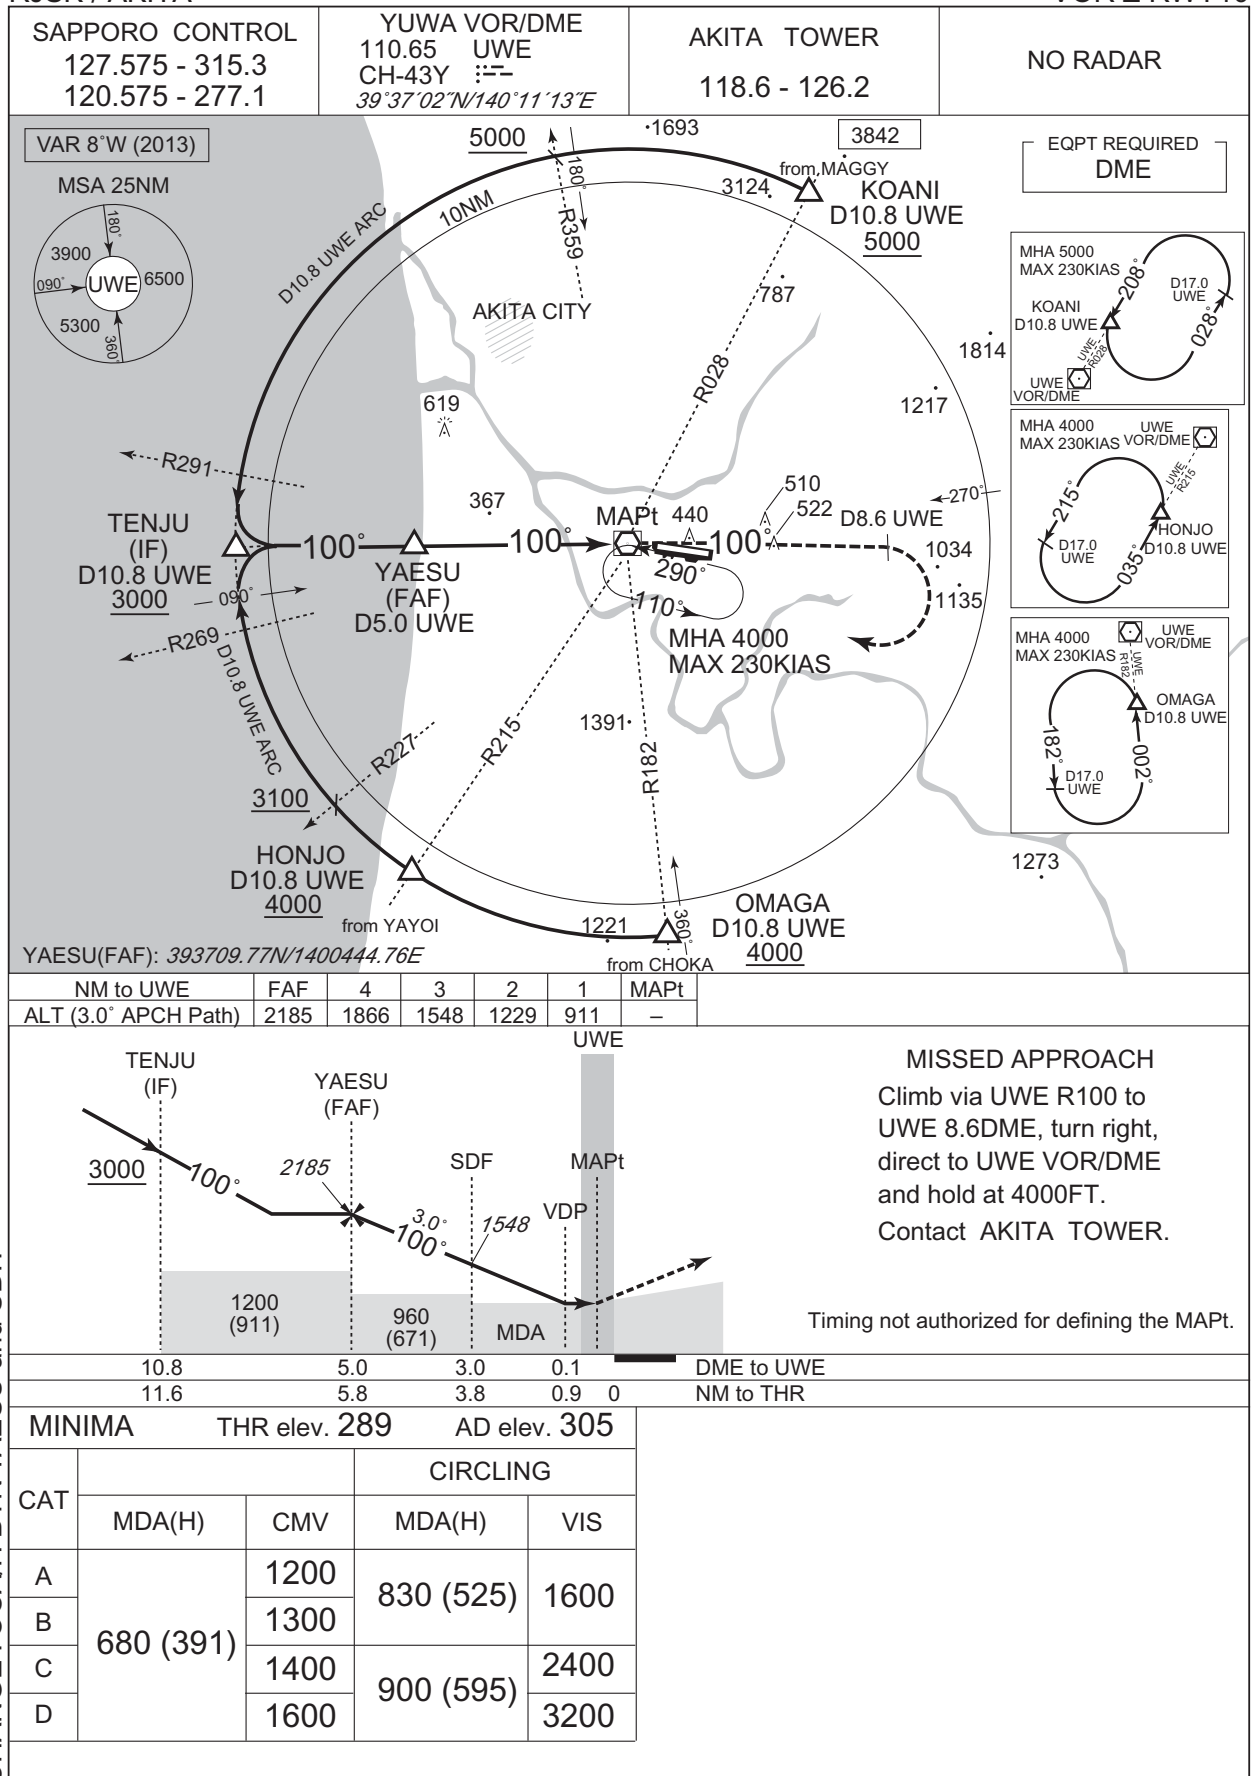 SAPPORO CONTROL
127.575 - 315.3
120.575 - 277.1
YUWA VOR/DME
110.65 UWE
CH-43Y
39°37´02˝N/140°11´13˝E
AKITA TOWER
118.6 - 126.2
NO RADAR
VAR 8°W (2013)
MSA 25NM
180°
3900
090°
UWE
6500
5300
360°
5000
1693
3842
from MAGGY
KOANI
D10.8 UWE
5000
3124
180°
R359
10NM
D10.8 UWE ARC
AKITA CITY
787
R028
1814
1217
619
367
R291
TENJU
(IF)
D10.8 UWE
3000
090°
R269
100°
YAESU
(FAF)
D5.0 UWE
100°
MAPt
440
510
522
100°
D8.6 UWE
270°
1034
1135
290°
110°
MHA 4000
MAX 230KIAS
D10.8 UWE ARC
R227
3100
R215
1391
R182
HONJO
D10.8 UWE
4000
from YAYOI
1221
360°
OMAGA
D10.8 UWE
4000
from CHOKA
1273
YAESU(FAF): 393709.77N/1400444.76E
EQPT REQUIRED
DME
MHA 5000
MAX 230KIAS
KOANI
D10.8 UWE
208°
D17.0
UWE
028°
UWE
R028
UWE
VOR/DME
MHA 4000
MAX 230KIAS
UWE
VOR/DME
UWE
R215
215°
D17.0
UWE
035°
HONJO
D10.8 UWE
MHA 4000
MAX 230KIAS
UWE
VOR/DME
UWE
R182
OMAGA
D10.8 UWE
182°
D17.0
UWE
002°
NM to UWE FAF 4 3 2 1 MAPt
ALT (3.0° APCH Path) 2185 1866 1548 1229 911 –
UWE
TENJU
(IF)
YAESU
(FAF)
3000
100°
2185
SDF
MAPt
3.0°
100°
1548
VDP
1200
(911)
960
(671)
MDA
MISSED APPROACH
Climb via UWE R100 to
UWE 8.6DME, turn right,
direct to UWE VOR/DME
and hold at 4000FT.
Contact AKITA TOWER.
Timing not authorized for defining the MAPt.
10.8 5.0 3.0 0.1 DME to UWE
11.6 5.8 3.8 0.9 0 NM to THR
MINIMA THR elev. 289 AD elev. 305
CAT
CIRCLING
MDA(H) CMV MDA(H) VIS
A 1200
B 1300
C 1400
D 1600
680 (391)
830 (525) 1600
900 (595) 2400
3200